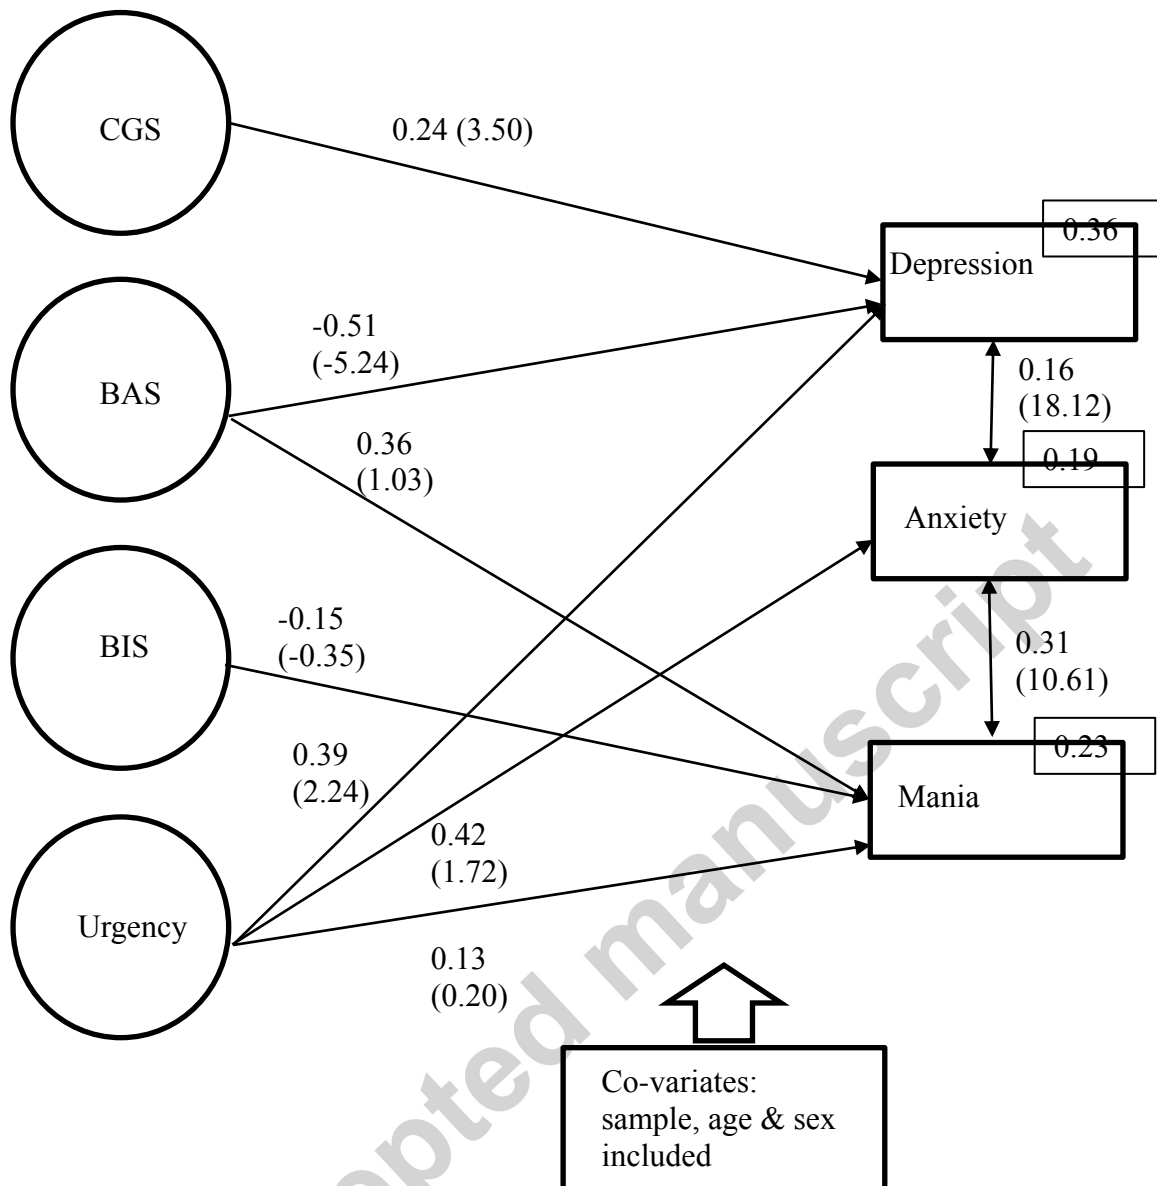 CGS
0.24 (3.50)
0.36
Depression
-0.51
(-5.24)
BAS
0.16
(18.12)
0.36
(1.03)
0.19
Anxiety
-0.15
(-0.35)
BIS
0.31
(10.61)
0.23
0.39
(2.24)
Mania
0.42
(1.72)
Urgency
0.13
(0.20)
Co-variates:
sample, age & sex
included
pted manuscript